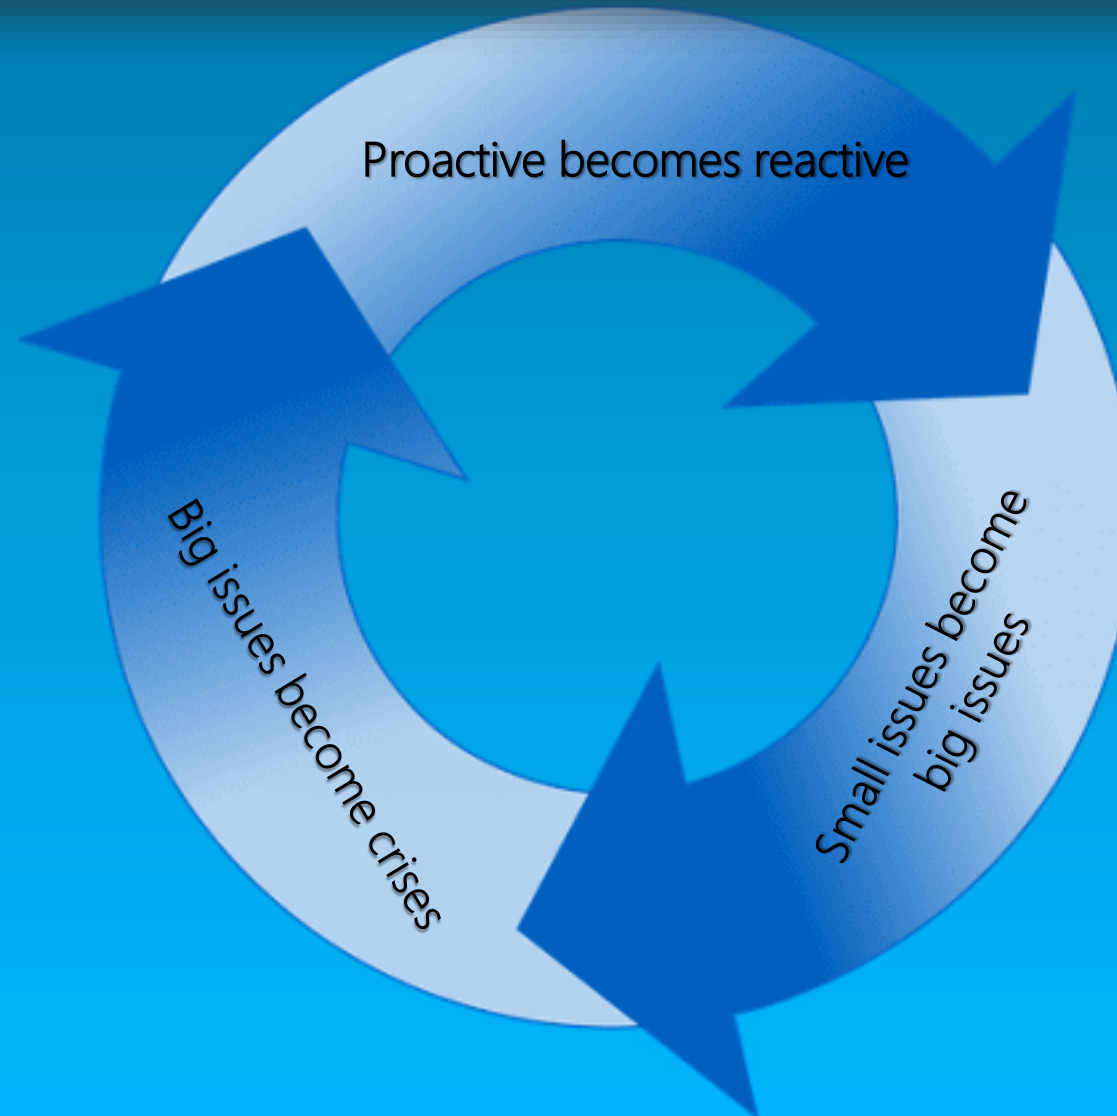 Proactive becomes reactive
Small issues become
big issues
Big issues become crises